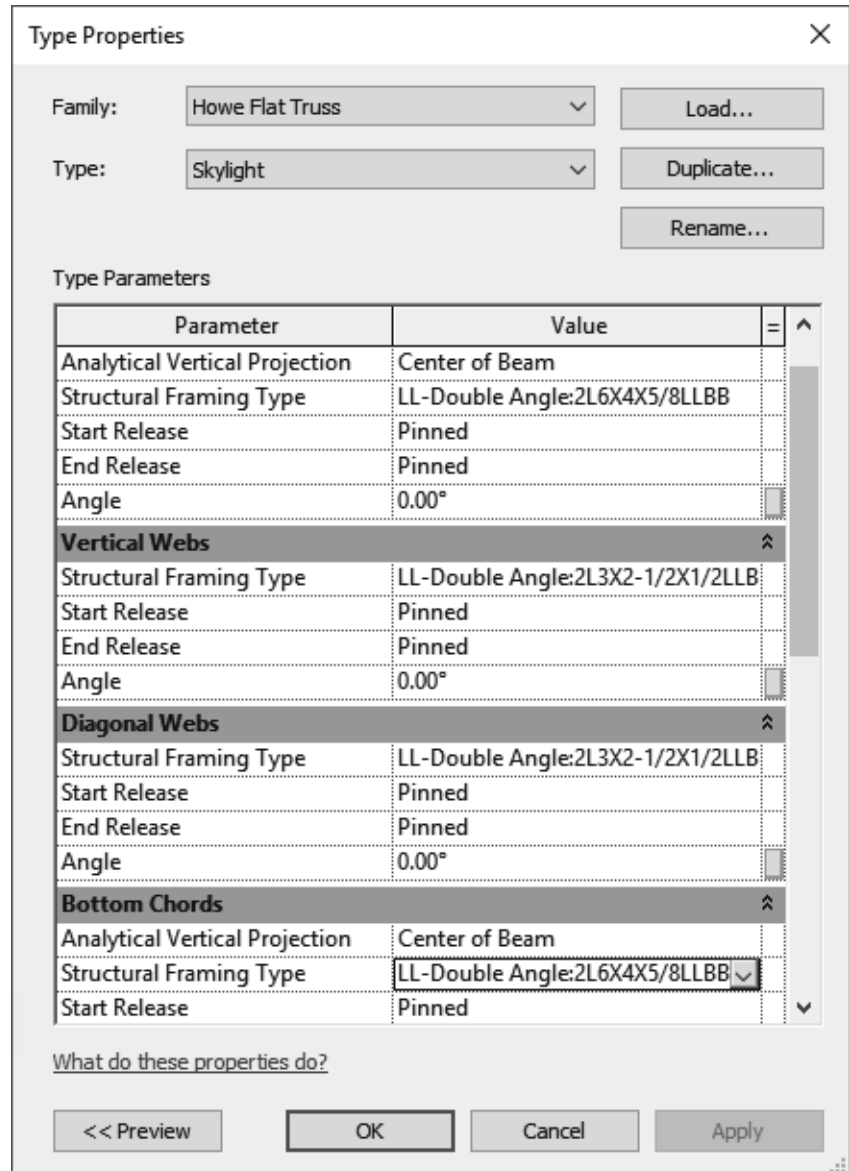 Type Properties
Family: Howe Flat Truss Load...
Type: Skylight Duplicate...
Rename...
Type Parameters
Parameter Value =
Analytical Vertical Projection Center of Beam
Structural Framing Type LL-Double Angle:2L6X4X5/8LLBB
Start Release Pinned
End Release Pinned
Angle 0.00°
Vertical Webs
Structural Framing Type LL-Double Angle:2L3X2-1/2X1/2LLB
Start Release Pinned
End Release Pinned
Angle 0.00°
Diagonal Webs
Structural Framing Type LL-Double Angle:2L3X2-1/2X1/2LLB
Start Release Pinned
End Release Pinned
Angle 0.00°
Bottom Chords
Analytical Vertical Projection Center of Beam
Structural Framing Type LL-Double Angle:2L6X4X5/8LLBB
Start Release Pinned
What do these properties do?
<< Preview OK Cancel Apply